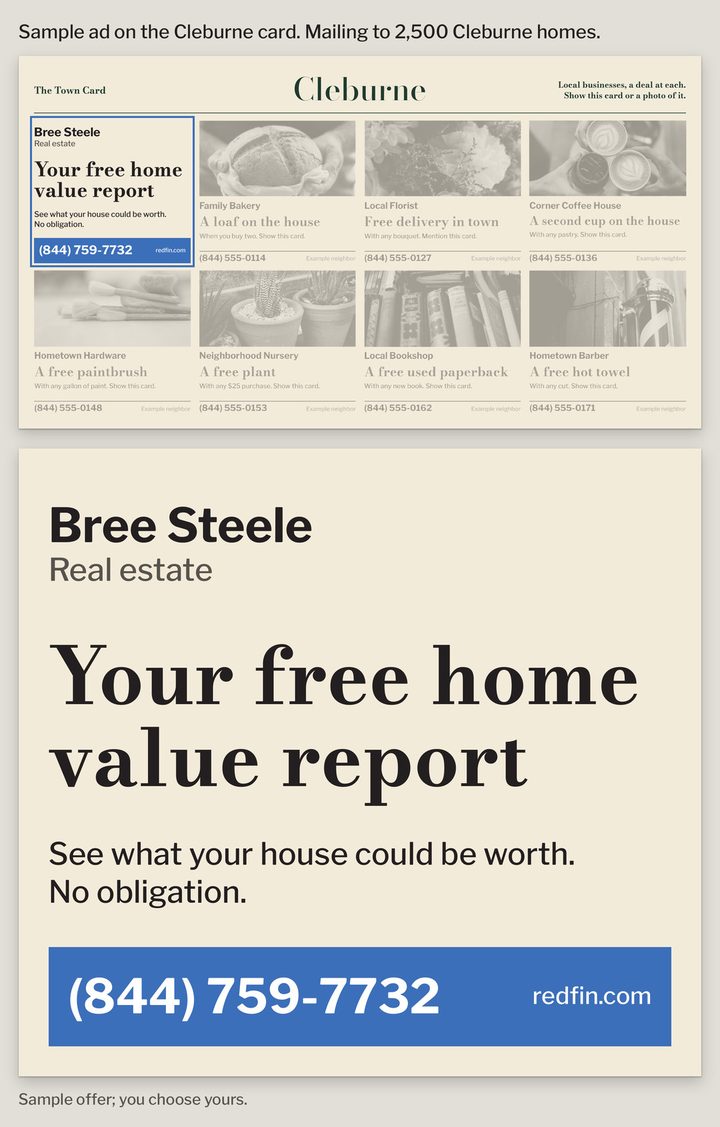 Sample ad on the Cleburne card. Mailing to 2,500 Cleburne homes.
The Town Card
Cleburne
Local businesses, a deal at each.
Show this card or a photo of it.
Bree Steele
Real estate
Your free home
value report
See what your house could be worth.
No obligation.
(844) 759-7732
redfin.com
Family Bakery
A loaf on the house
When you buy two. Show this card.
(844) 555-0114
Example neighbor
Local Florist
Free delivery in town
With any bouquet. Mention this card.
(844) 555-0127
Example neighbor
Corner Coffee House
A second cup on the house
With any pastry. Show this card.
(844) 555-0136
Example neighbor
Hometown Hardware
A free paintbrush
With any gallon of paint. Show this card.
(844) 555-0148
Example neighbor
Neighborhood Nursery
A free plant
With any $25 purchase. Show this card.
(844) 555-0153
Example neighbor
Local Bookshop
A free used paperback
With any new book. Show this card.
(844) 555-0162
Example neighbor
Hometown Barber
A free hot towel
With any cut. Show this card.
(844) 555-0171
Example neighbor
Bree Steele
Real estate
Your free home
value report
See what your house could be worth.
No obligation.
(844) 759-7732
redfin.com
Sample offer; you choose yours.